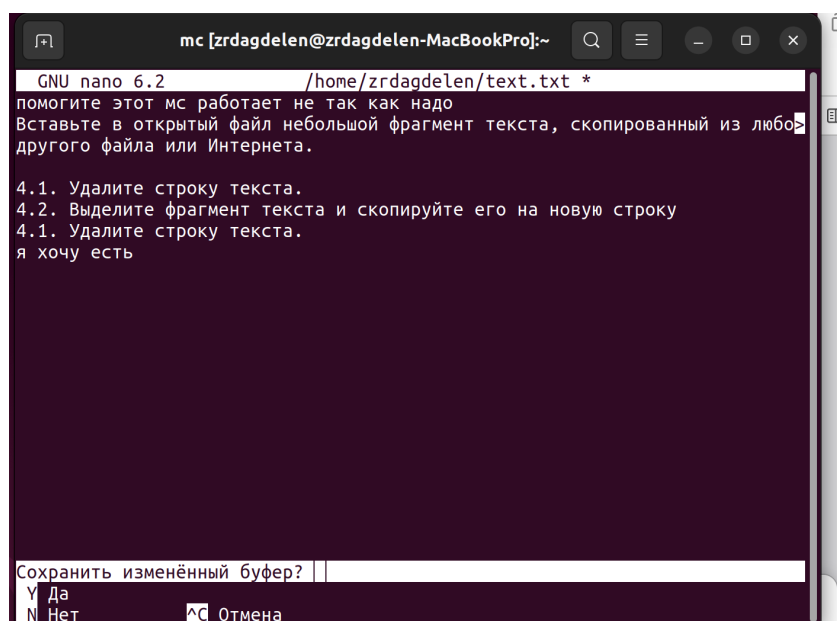 mc [zrdagdelen@zrdagdelen-MacBookPro]:~
GNU nano 6.2 /home/zrdagdelen/text.txt *
помогите этот мс работает не так как надо
Вставьте в открытый файл небольшой фрагмент текста, скопированный из любо>
другого файла или Интернета.
4.1. Удалите строку текста.
4.2. Выделите фрагмент текста и скопируйте его на новую строку
4.1. Удалите строку текста.
я хочу есть
Сохранить изменённый буфер?
Y Да
N Нет ^C Отмена